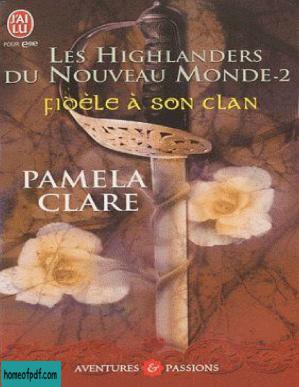 J'AI
LU
POUR elle
LES HIGHLANDERS
DU NOUVEAU MONDE-2
FIDÈLE À SON CLAN
PAMELA
CLARE
homeofpdf.com
AVENTURES & PASSIONS